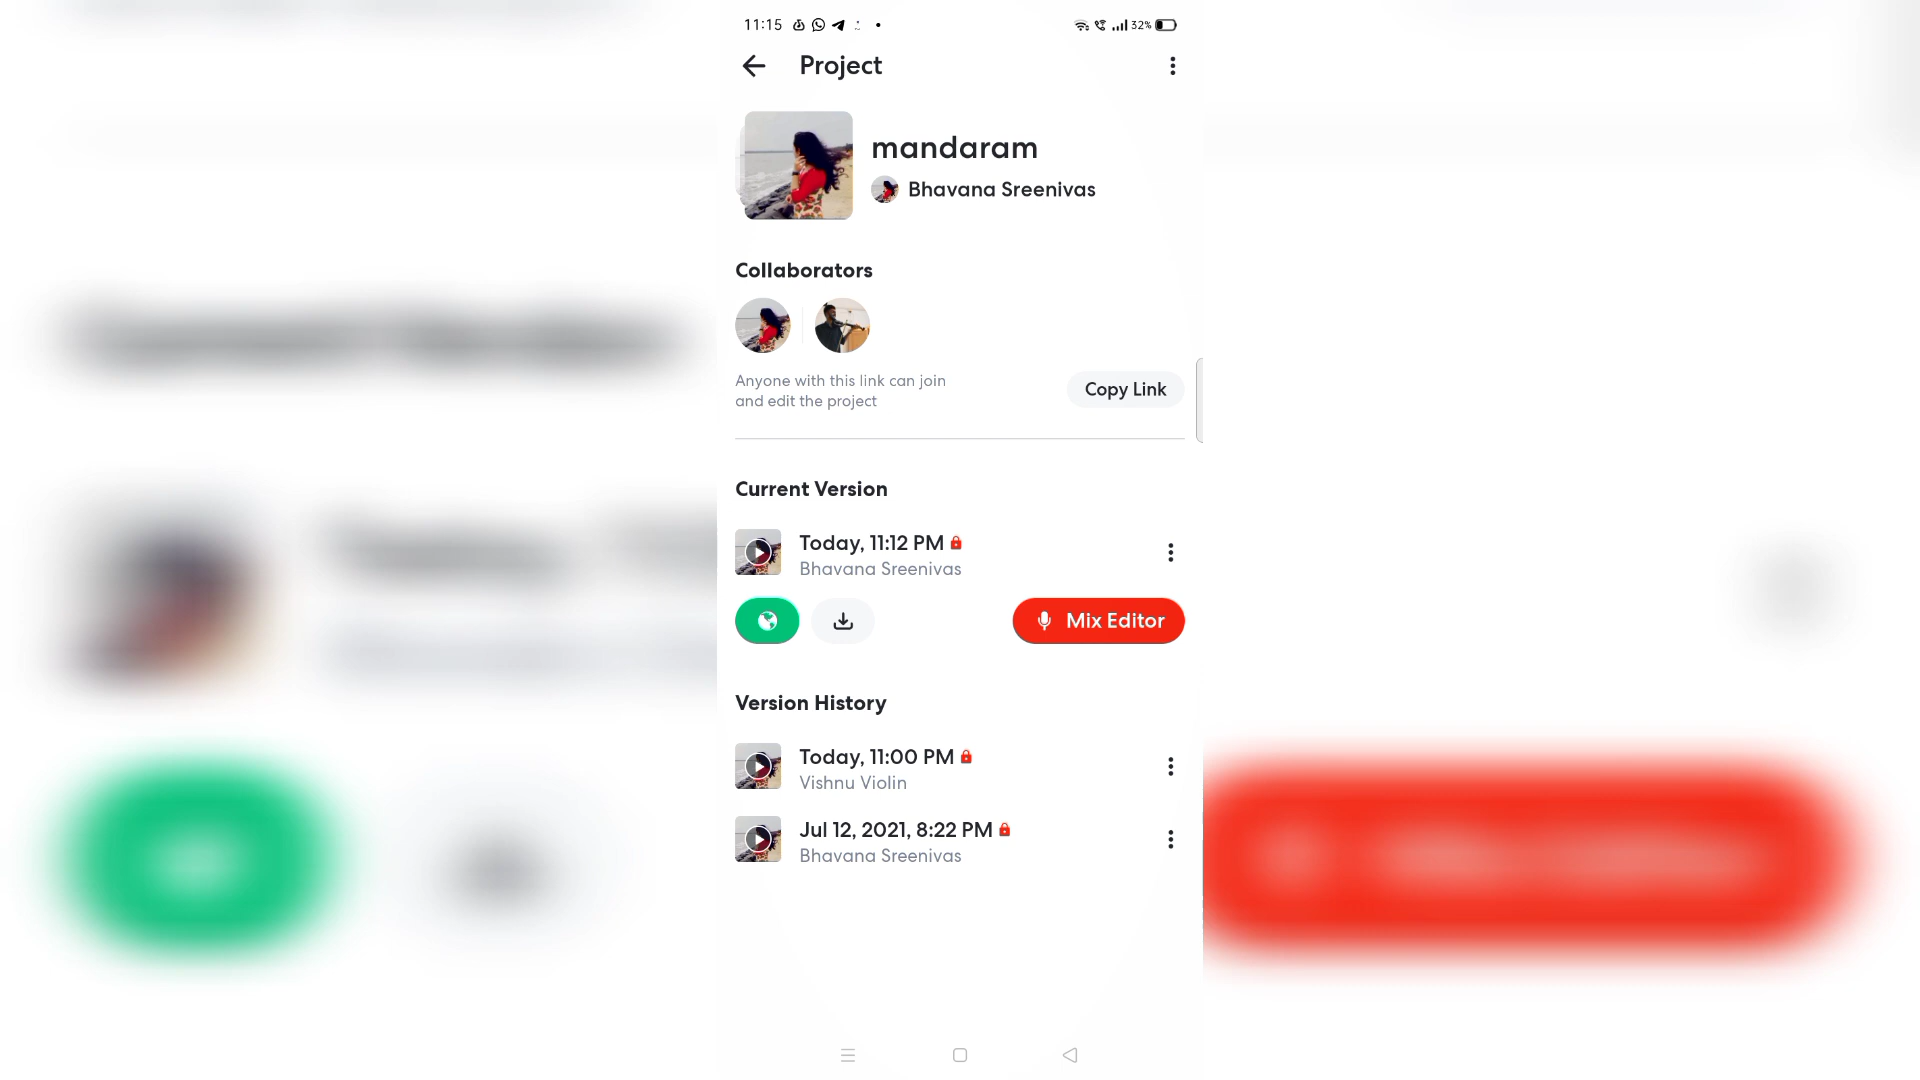 11:15 32%
Project
mandaram
Bhavana Sreenivas
Collaborators
Anyone with this link can join
and edit the project
Copy Link
Current Version
Today, 11:12 PM
Bhavana Sreenivas
Mix Editor
Version History
Today, 11:00 PM
Vishnu Violin
Jul 12, 2021, 8:22 PM
Bhavana Sreenivas